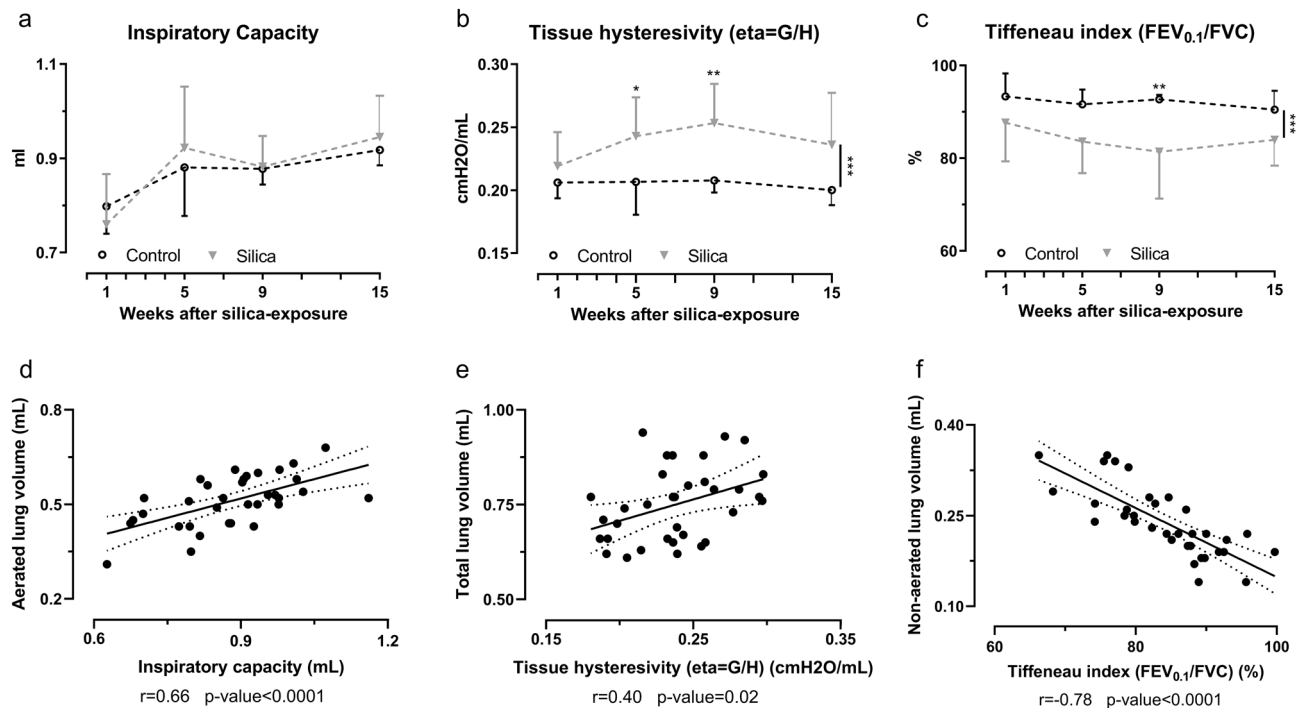 a
Inspiratory Capacity
1.1
0.9
0.7
ml
Control
Silica
1 5 9 15
Weeks after silica-exposure
b
Tissue hysteresivity (eta=G/H)
0.30
0.25
0.20
0.15
cmH2O/mL
*
**
***
Control
Silica
1 5 9 15
Weeks after silica-exposure
c
Tiffeneau index (FEV0.1/FVC)
100
80
60
%
**
***
Control
Silica
1 5 9 15
Weeks after silica-exposure
d
Aerated lung volume (mL)
0.8
0.5
0.2
0.6 0.9 1.2
Inspiratory capacity (mL)
r=0.66 p-value<0.0001
e
Total lung volume (mL)
1.00
0.75
0.50
0.15 0.25 0.35
Tissue hysteresivity (eta=G/H) (cmH2O/mL)
r=0.40 p-value=0.02
f
Non-aerated lung volume (mL)
0.40
0.25
0.10
60 80 100
Tiffeneau index (FEV0.1/FVC) (%)
r=-0.78 p-value<0.0001